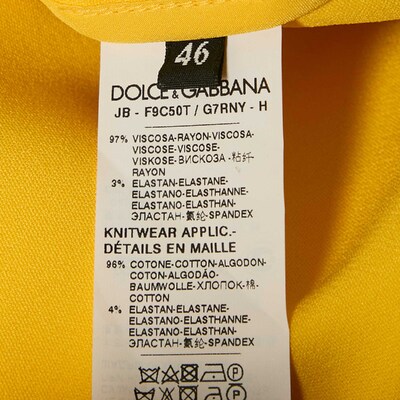 46
DOLCE & GABBANA
JB - F9C50T / G7RNY - H
97% VISCOSA-RAYON-VISCOSA-
VISCOSE-VISCOSE-
VISKOSE-ВИСКОЗА-粘纤-
RAYON
3% ELASTAN-ELASTANE-
ELASTANO-ELASTHANNE-
ELASTANO-ELASTHAN-
ЭЛАСТАН-氨纶-SPANDEX
KNITWEAR APPLIC.-
DÉTAILS EN MAILLE
96% COTONE-COTTON-ALGODON-
COTON-ALGODÃO-
BAUMWOLLE-ХЛОПОК-棉-
COTTON
4% ELASTAN-ELASTANE-
ELASTANO-ELASTHANNE-
ELASTANO-ELASTHAN-
ЭЛАСТАН-氨纶-SPANDEX